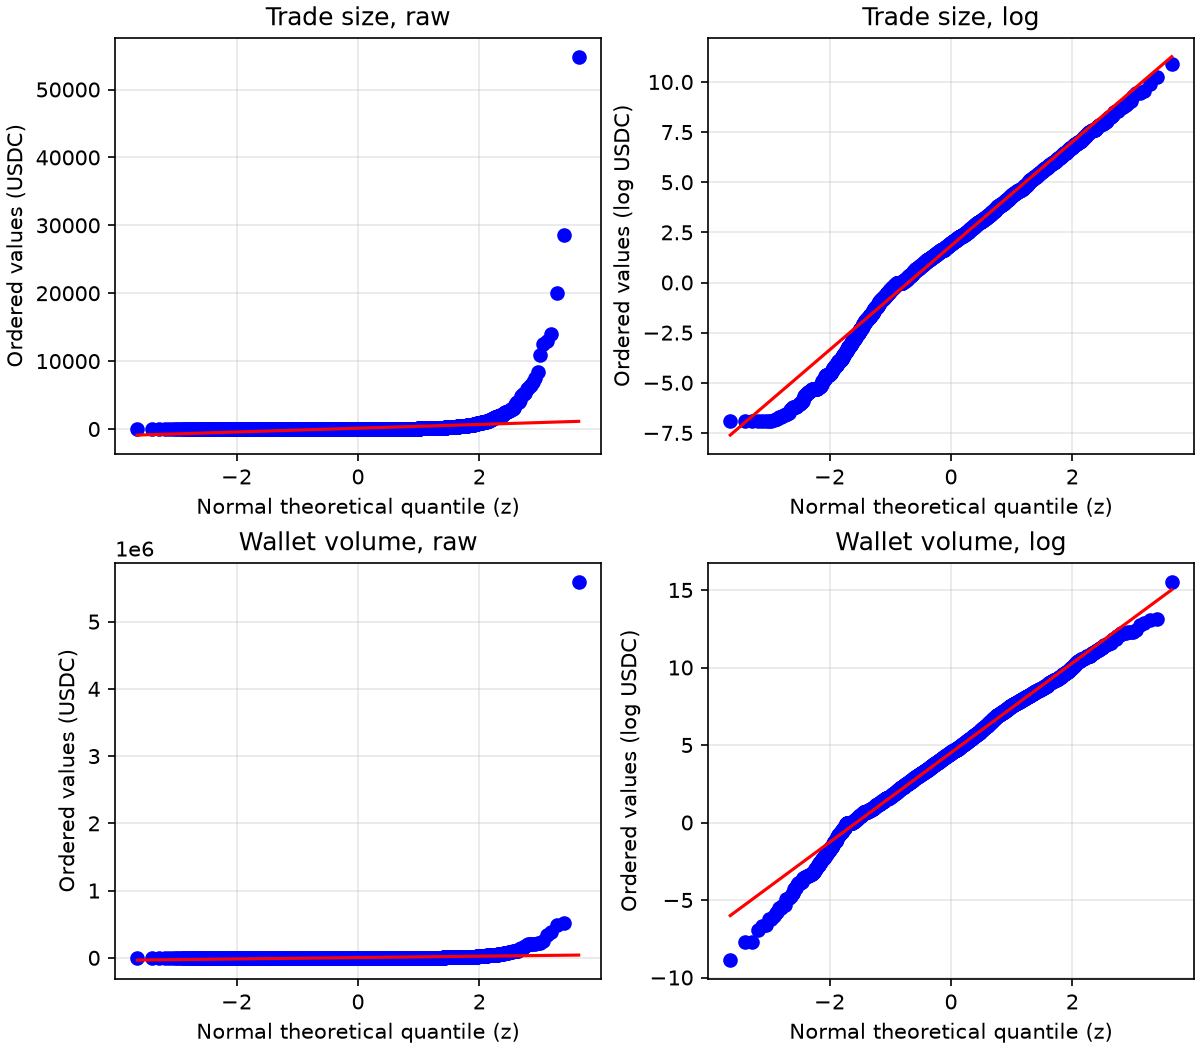 Trade size, raw
Ordered values (USDC)
50000
40000
30000
20000
10000
0
−2
0
2
Normal theoretical quantile (z)
Trade size, log
Ordered values (log USDC)
10.0
7.5
5.0
2.5
0.0
−2.5
−5.0
−7.5
−2
0
2
Normal theoretical quantile (z)
Wallet volume, raw
1e6
Ordered values (USDC)
5
4
3
2
1
0
−2
0
2
Normal theoretical quantile (z)
Wallet volume, log
Ordered values (log USDC)
15
10
5
0
−5
−10
−2
0
2
Normal theoretical quantile (z)